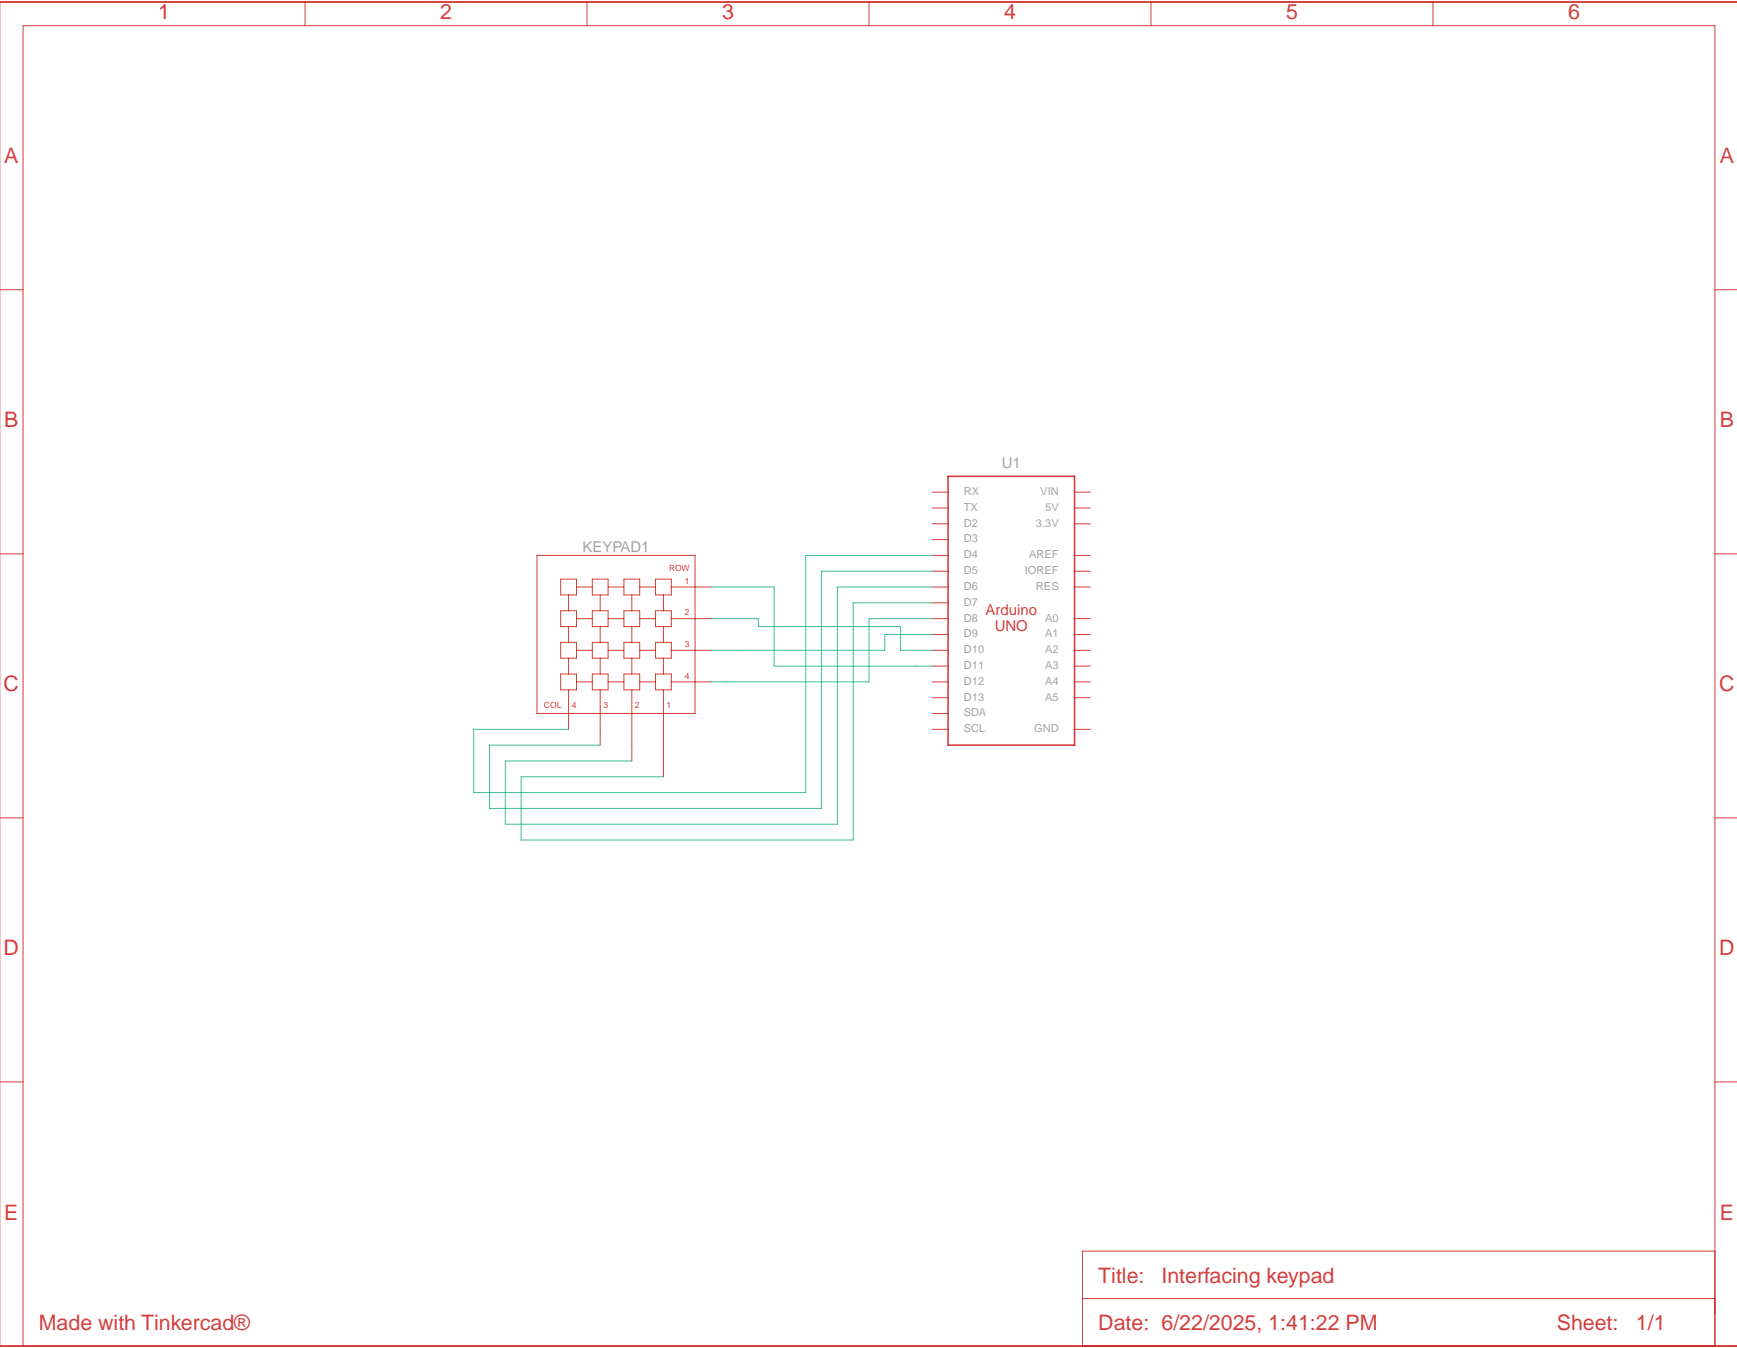 1 2 3 4 5 6
A A
B B
U1
RX VIN
TX 5V
D2 3.3V
D3
KEYPAD1
D4 AREF
ROW
D5 IOREF
1
D6 RES
D7
Arduino
2
D8 A0
UNO
D9 A1
3
D10 A2
D11 A3
4
D12 A4
C C
D13 A5
COL 4 3 2 1
SDA
SCL GND
D D
E E
Title: Interfacing keypad
Made with Tinkercad®
Date: 6/22/2025, 1:41:22 PM Sheet: 1/1